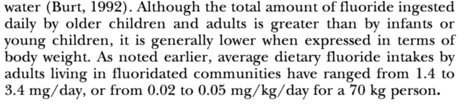 water (Burt, 1992). Although the total amount of fluoride ingested
daily by older children and adults is greater than by infants or
young children, it is generally lower when expressed in terms of
body weight. As noted earlier, average dietary fluoride intakes by
adults living in fluoridated communities have ranged from 1.4 to
3.4 mg/day, or from 0.02 to 0.05 mg/kg/day for a 70 kg person.